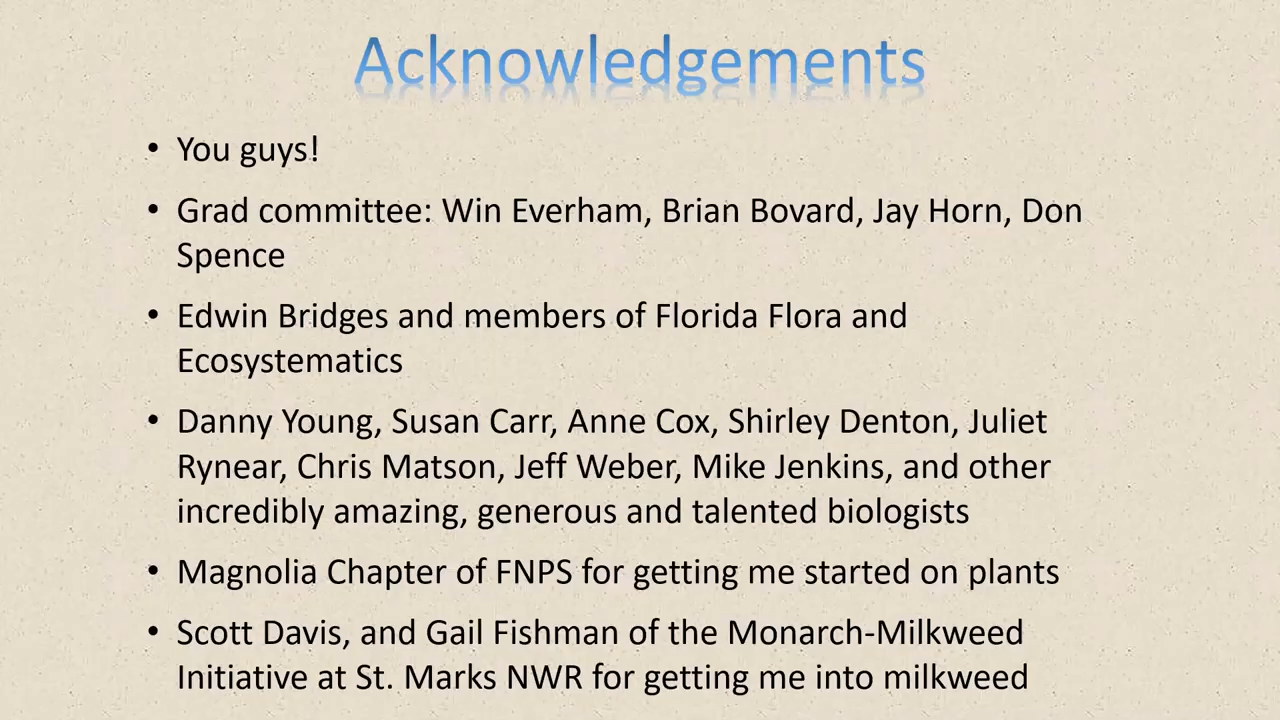 Acknowledgements
• You guys!
• Grad committee: Win Everham, Brian Bovard, Jay Horn, Don
Spence
• Edwin Bridges and members of Florida Flora and
Ecosystematics
• Danny Young, Susan Carr, Anne Cox, Shirley Denton, Juliet
Rynear, Chris Matson, Jeff Weber, Mike Jenkins, and other
incredibly amazing, generous and talented biologists
• Magnolia Chapter of FNPS for getting me started on plants
• Scott Davis, and Gail Fishman of the Monarch-Milkweed
Initiative at St. Marks NWR for getting me into milkweed